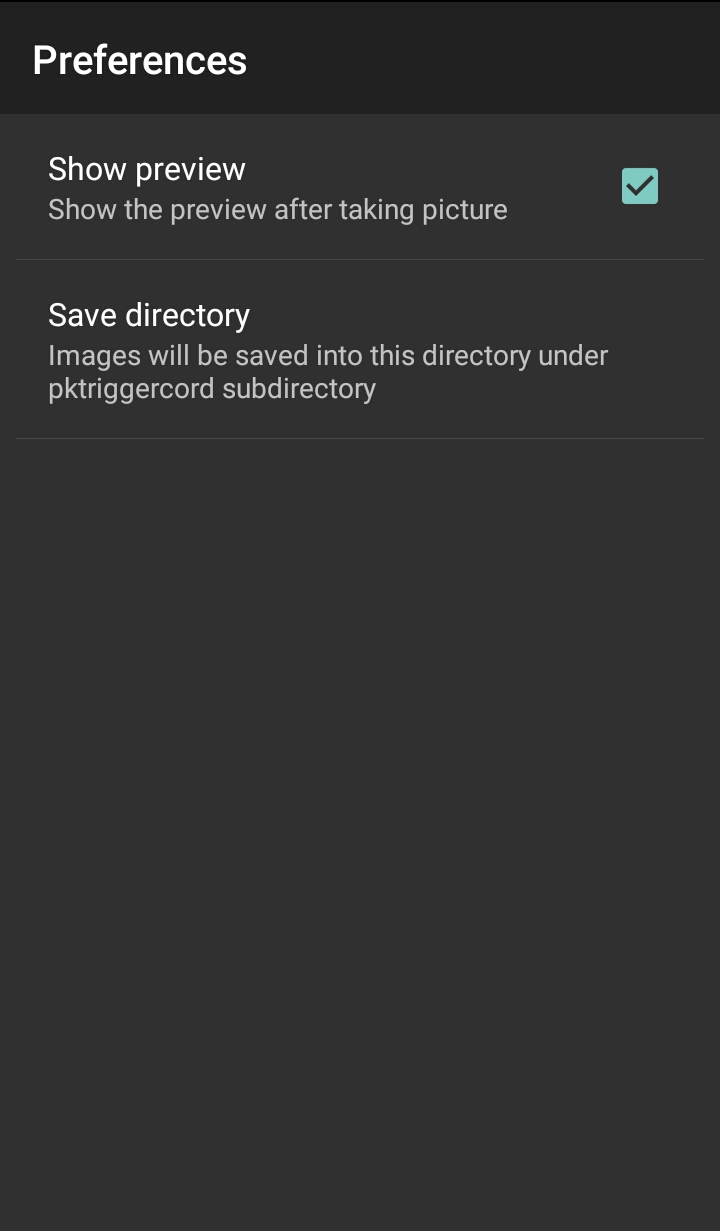 Preferences
Show preview
Show the preview after taking picture
Save directory
Images will be saved into this directory under
pktriggercord subdirectory